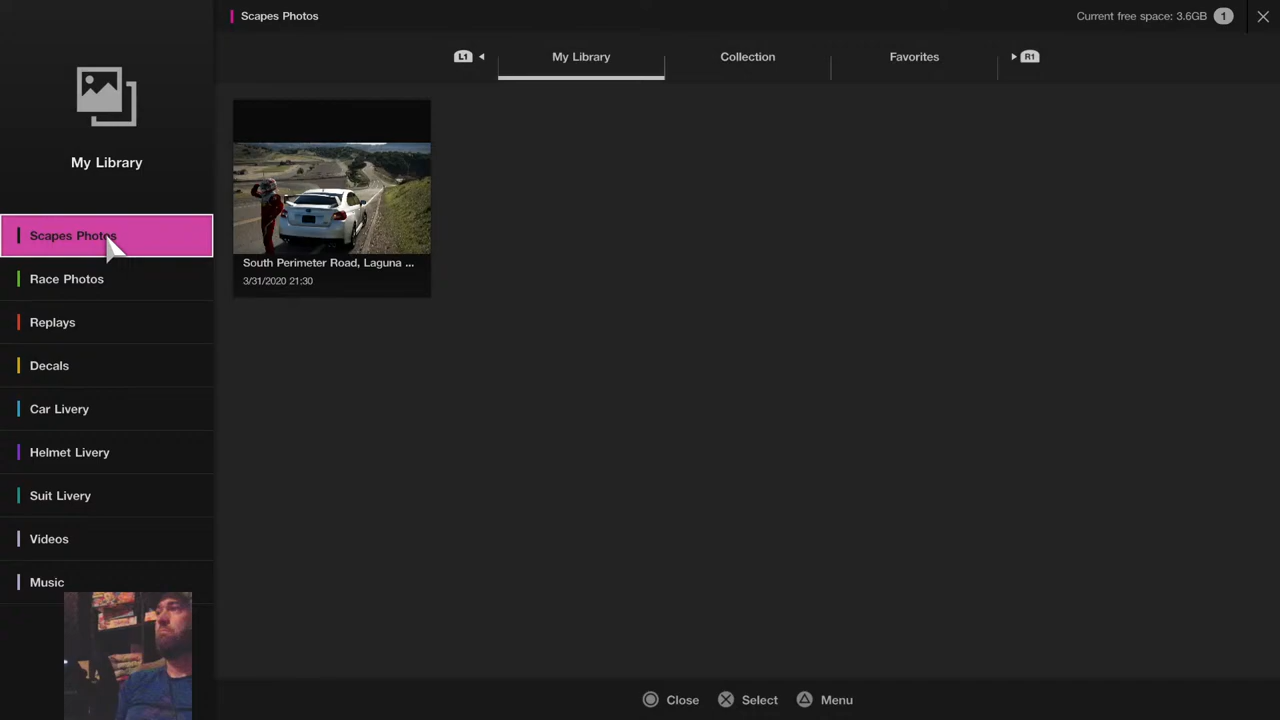 Scapes Photos
Current free space: 3.6GB 1
L1 My Library Collection Favorites R1
My Library
South Perimeter Road, Laguna ...
3/31/2020 21:30
Scapes Photos
Race Photos
Replays
Decals
Car Livery
Helmet Livery
Suit Livery
Videos
Music
Close Select Menu